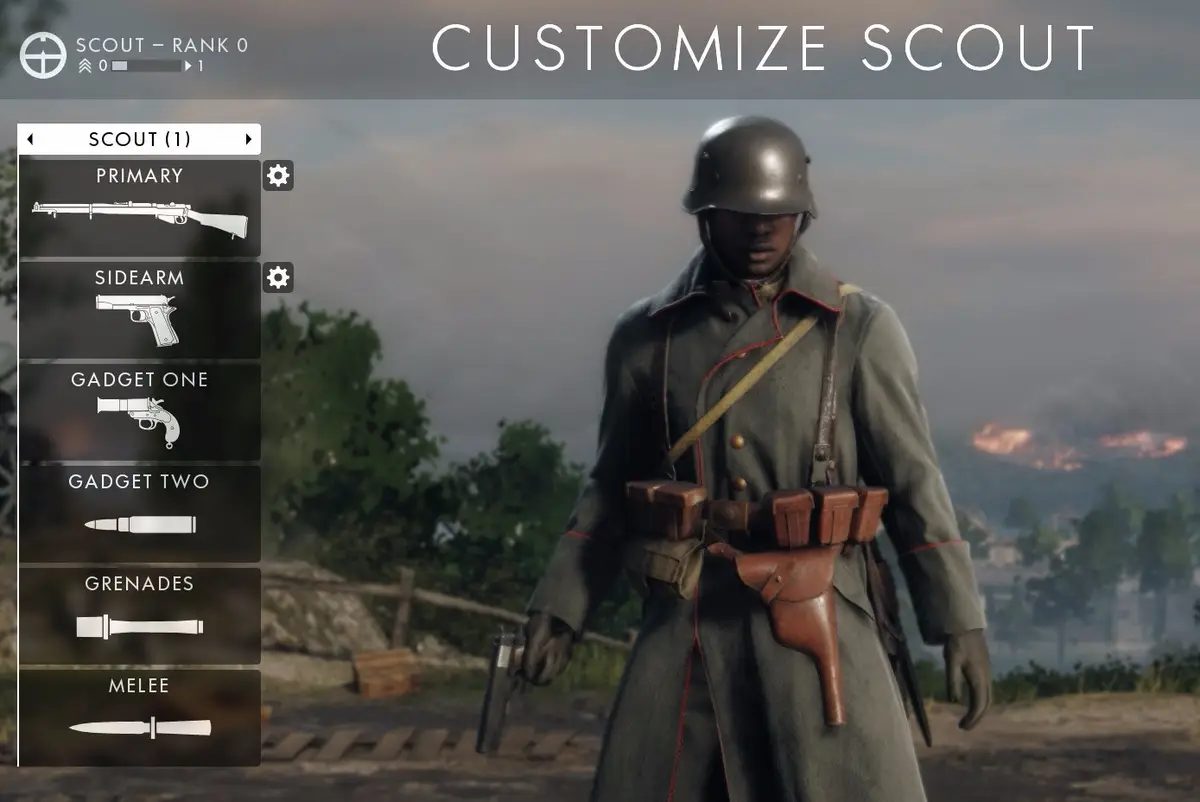 SCOUT – RANK 0
0 1
CUSTOMIZE SCOUT
SCOUT (1)
PRIMARY
SIDEARM
GADGET ONE
GADGET TWO
GRENADES
MELEE